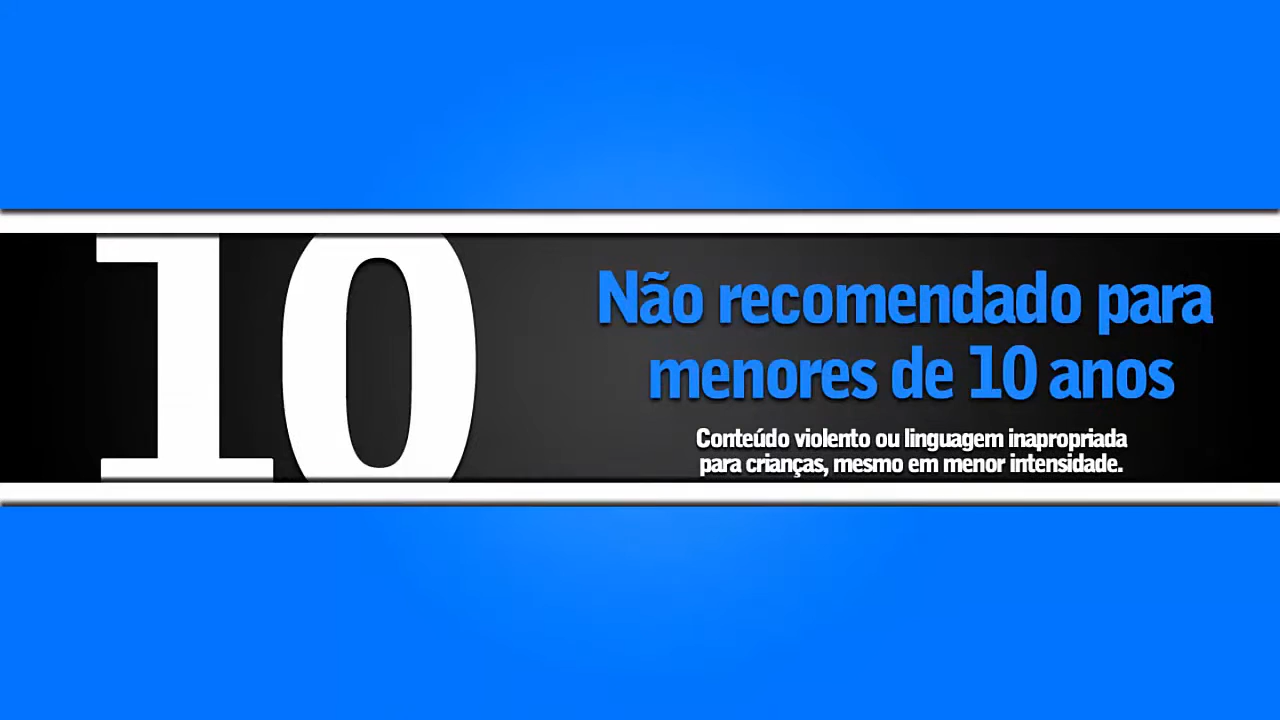 10
Não recomendado para
menores de 10 anos
Conteúdo violento ou linguagem inapropriada
para crianças, mesmo em menor intensidade.